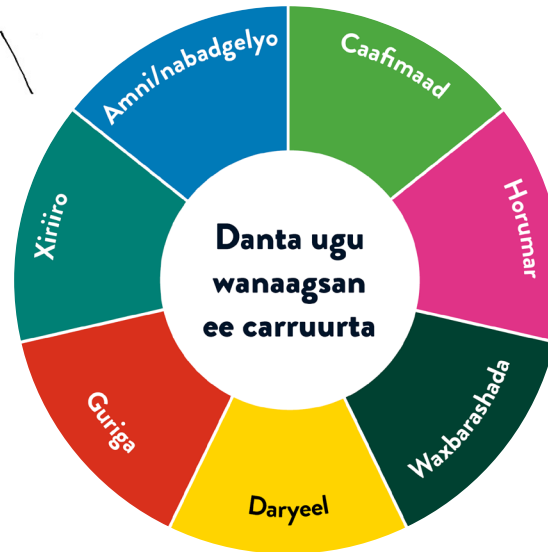 Amni/nabadgelyo
Caafimaad
Horumar
Waxbarashada
Daryeel
Guriga
Xiriiro
Danta ugu
wanaagsan
ee carruurta